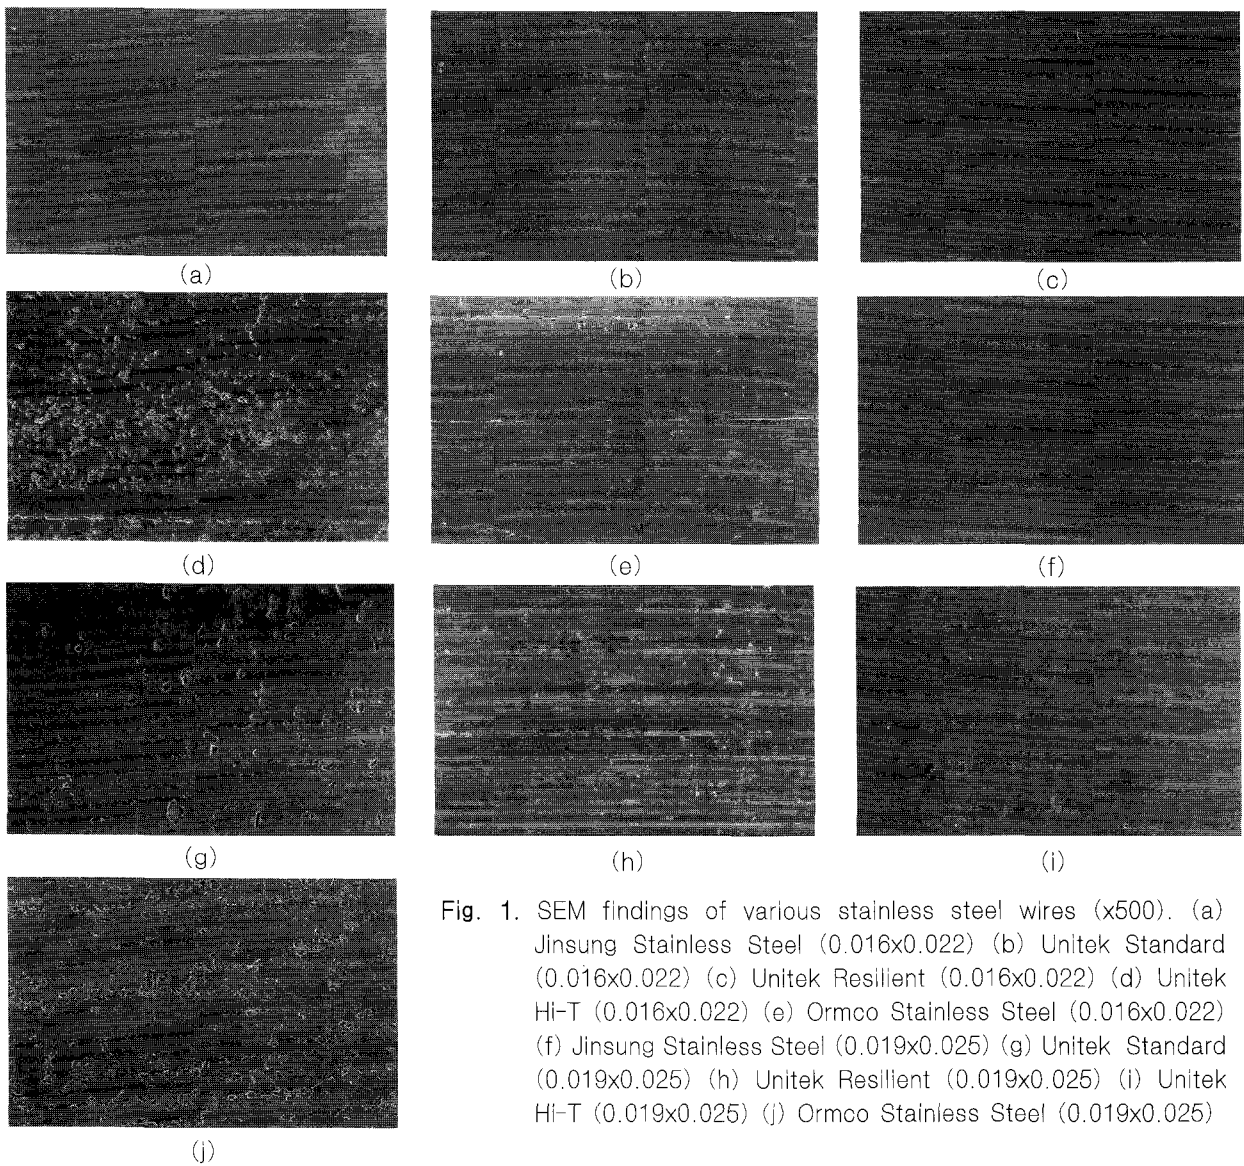 (a)
(b)
(c)
(d)
(e)
(f)
(g)
(h)
(i)
Fig. 1. SEM findings of various stainless steel wires (x500). (a)
Jinsung Stainless Steel (0.016x0.022) (b) Unitek Standard
(0.016x0.022) (c) Unitek Resilient (0.016x0.022) (d) Unitek
Hi-T (0.016x0.022) (e) Ormco Stainless Steel (0.016x0.022)
(f) Jinsung Stainless Steel (0.019x0.025) (g) Unitek Standard
(0.019x0.025) (h) Unitek Resilient (0.019x0.025) (i) Unitek
Hi-T (0.019x0.025) (j) Ormco Stainless Steel (0.019x0.025)
(j)